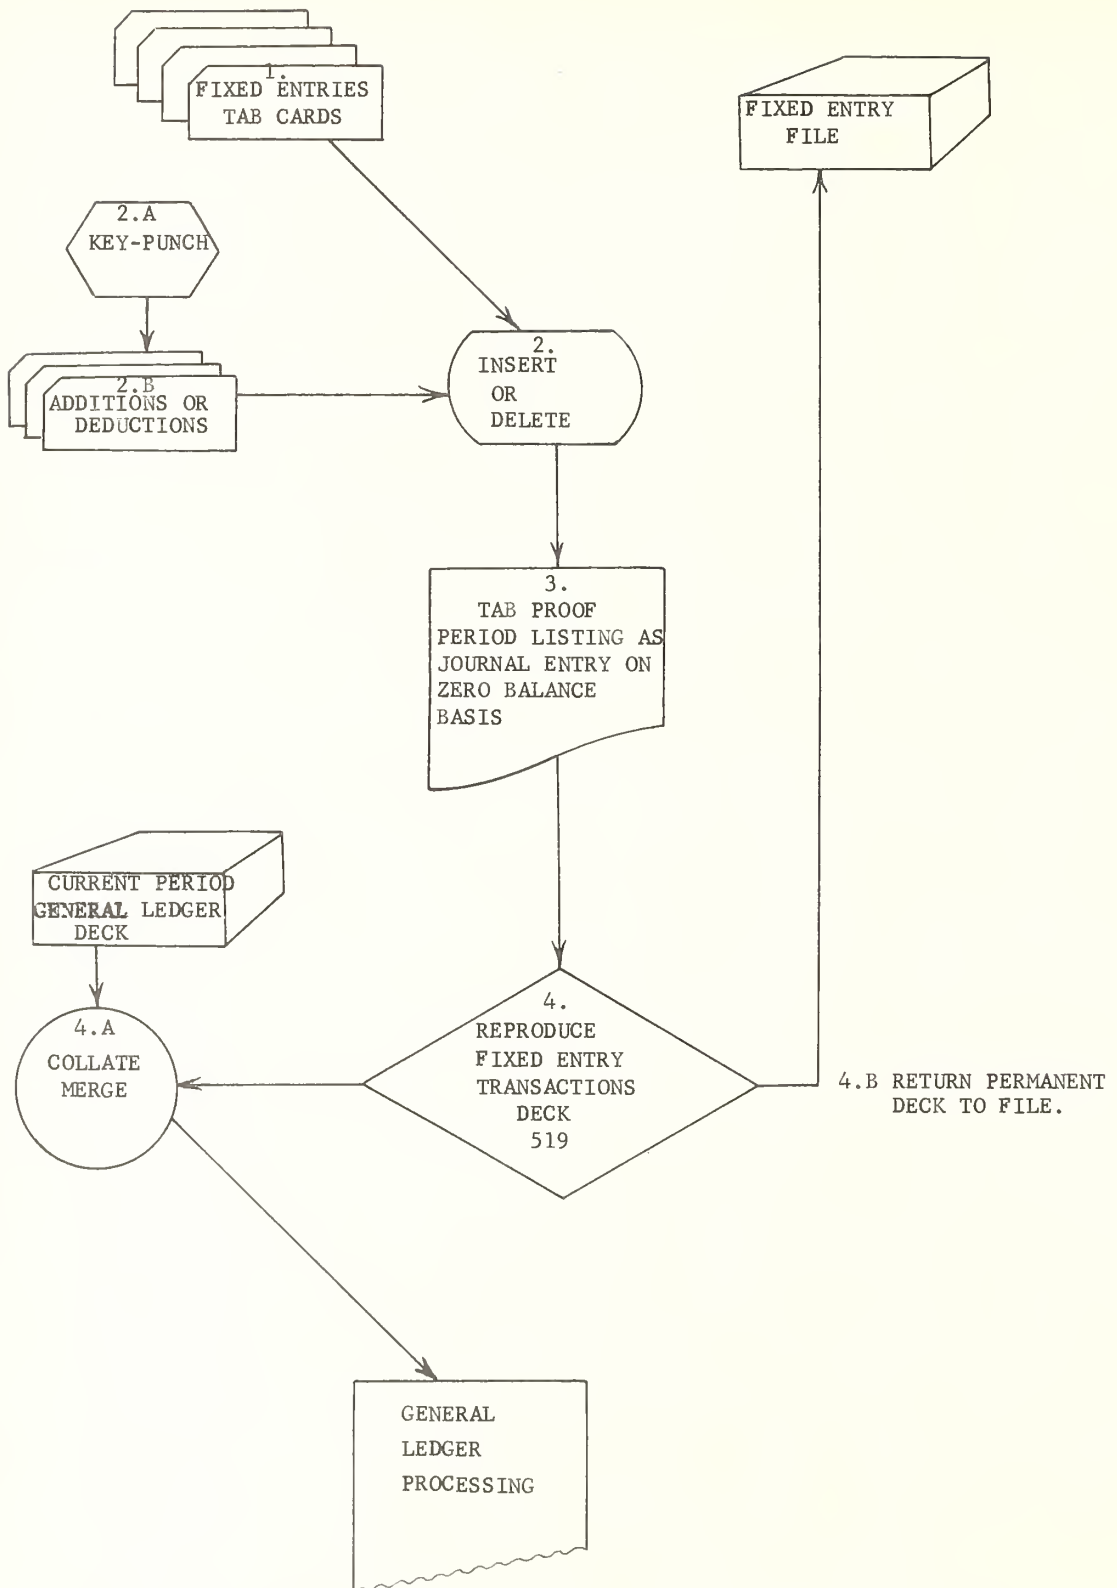 1.
FIXED ENTRIES
TAB CARDS
FIXED ENTRY
FILE
2.A
KEY-PUNCH
2.B
ADDITIONS OR
DEDUCTIONS
2.
INSERT
OR
DELETE
3.
TAB PROOF
PERIOD LISTING AS
JOURNAL ENTRY ON
ZERO BALANCE
BASIS
CURRENT PERIOD
GENERAL LEDGER
DECK
4.A
COLLATE
MERGE
4.
REPRODUCE
FIXED ENTRY
TRANSACTIONS
DECK
519
4.B RETURN PERMANENT
DECK TO FILE.
GENERAL
LEDGER
PROCESSING